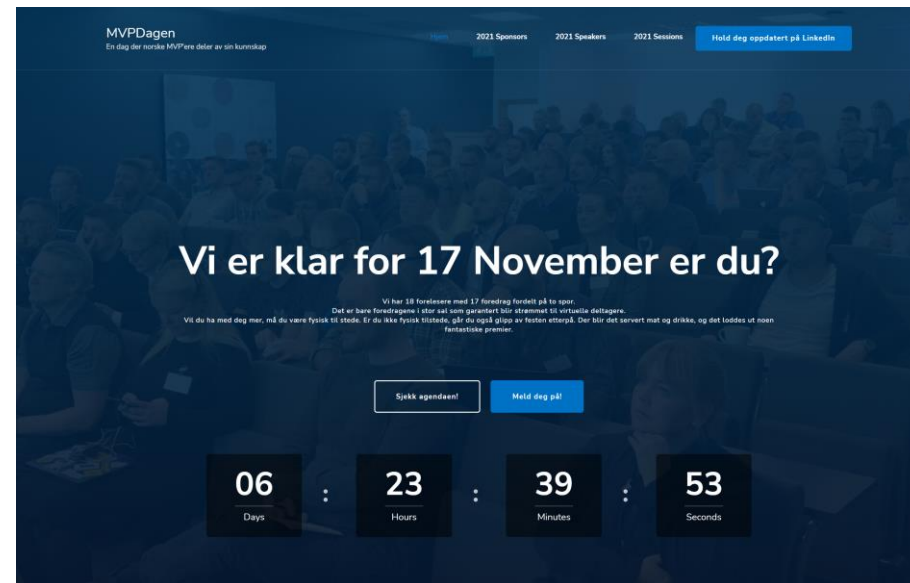 MVPDagen
En dag der norske MVP'ere deler av sin kunnskap
Hjem
2021 Sponsors
2021 Speakers
2021 Sessions
Hold deg oppdatert på LinkedIn
Vi er klar for 17 November er du?
Vi har 18 forelesere med 17 foredrag fordelt på to spor.
Det er bare foredragene i stor sal som garantert blir strømmet til virtuelle deltagere.
Vil du ha med deg mer, må du være fysisk til stede. Er du ikke fysisk tilstede, går du også glipp av festen etterpå. Der blir det servert mat og drikke, og det loddes ut noen
fantastiske premier.
Sjekk agendaen!
Meld deg på!
06 : 23 : 39 : 53
Days Hours Minutes Seconds